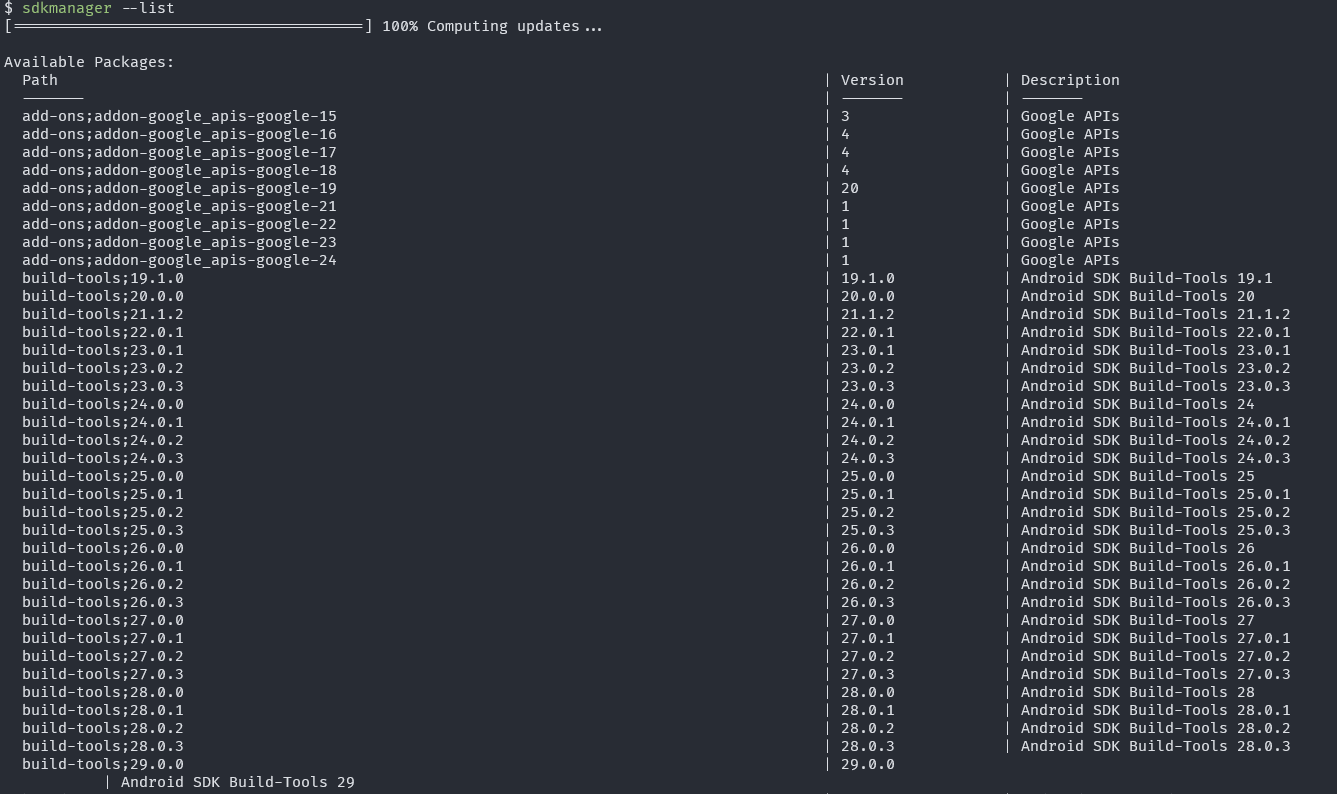 $ sdkmanager --list
[=======================================] 100% Computing updates...
Available Packages:
Path | Version | Description
------- | ------- | -------
add-ons;addon-google_apis-google-15 | 3 | Google APIs
add-ons;addon-google_apis-google-16 | 4 | Google APIs
add-ons;addon-google_apis-google-17 | 4 | Google APIs
add-ons;addon-google_apis-google-18 | 4 | Google APIs
add-ons;addon-google_apis-google-19 | 20 | Google APIs
add-ons;addon-google_apis-google-21 | 1 | Google APIs
add-ons;addon-google_apis-google-22 | 1 | Google APIs
add-ons;addon-google_apis-google-23 | 1 | Google APIs
add-ons;addon-google_apis-google-24 | 1 | Google APIs
build-tools;19.1.0 | 19.1.0 | Android SDK Build-Tools 19.1
build-tools;20.0.0 | 20.0.0 | Android SDK Build-Tools 20
build-tools;21.1.2 | 21.1.2 | Android SDK Build-Tools 21.1.2
build-tools;22.0.1 | 22.0.1 | Android SDK Build-Tools 22.0.1
build-tools;23.0.1 | 23.0.1 | Android SDK Build-Tools 23.0.1
build-tools;23.0.2 | 23.0.2 | Android SDK Build-Tools 23.0.2
build-tools;23.0.3 | 23.0.3 | Android SDK Build-Tools 23.0.3
build-tools;24.0.0 | 24.0.0 | Android SDK Build-Tools 24
build-tools;24.0.1 | 24.0.1 | Android SDK Build-Tools 24.0.1
build-tools;24.0.2 | 24.0.2 | Android SDK Build-Tools 24.0.2
build-tools;24.0.3 | 24.0.3 | Android SDK Build-Tools 24.0.3
build-tools;25.0.0 | 25.0.0 | Android SDK Build-Tools 25
build-tools;25.0.1 | 25.0.1 | Android SDK Build-Tools 25.0.1
build-tools;25.0.2 | 25.0.2 | Android SDK Build-Tools 25.0.2
build-tools;25.0.3 | 25.0.3 | Android SDK Build-Tools 25.0.3
build-tools;26.0.0 | 26.0.0 | Android SDK Build-Tools 26
build-tools;26.0.1 | 26.0.1 | Android SDK Build-Tools 26.0.1
build-tools;26.0.2 | 26.0.2 | Android SDK Build-Tools 26.0.2
build-tools;26.0.3 | 26.0.3 | Android SDK Build-Tools 26.0.3
build-tools;27.0.0 | 27.0.0 | Android SDK Build-Tools 27
build-tools;27.0.1 | 27.0.1 | Android SDK Build-Tools 27.0.1
build-tools;27.0.2 | 27.0.2 | Android SDK Build-Tools 27.0.2
build-tools;27.0.3 | 27.0.3 | Android SDK Build-Tools 27.0.3
build-tools;28.0.0 | 28.0.0 | Android SDK Build-Tools 28
build-tools;28.0.1 | 28.0.1 | Android SDK Build-Tools 28.0.1
build-tools;28.0.2 | 28.0.2 | Android SDK Build-Tools 28.0.2
build-tools;28.0.3 | 28.0.3 | Android SDK Build-Tools 28.0.3
build-tools;29.0.0 | 29.0.0
| Android SDK Build-Tools 29